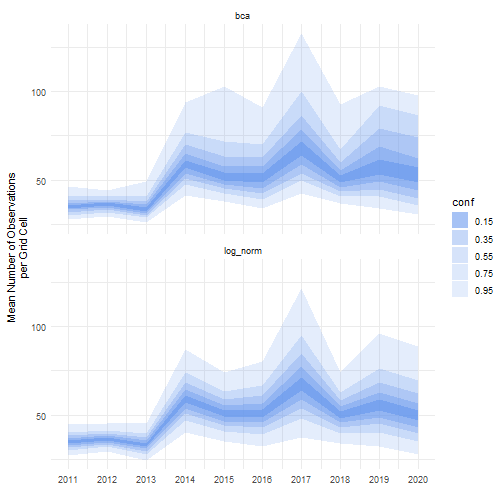 bca
100
50
log_norm
100
50
2011 2012 2013 2014 2015 2016 2017 2018 2019 2020
Mean Number of Observations
per Grid Cell
conf
0.15
0.35
0.55
0.75
0.95